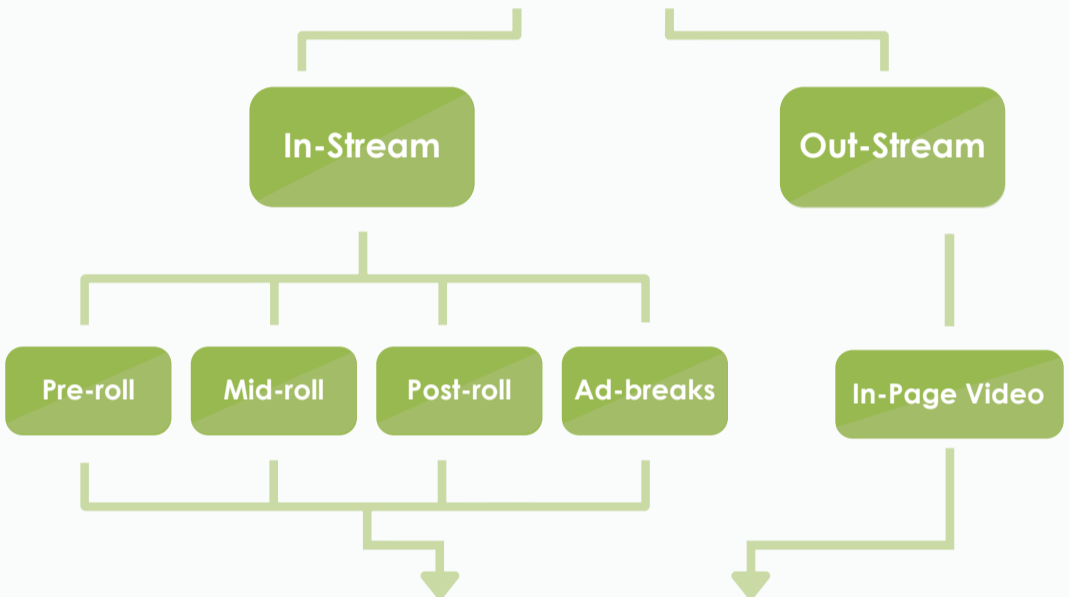 In-Stream
Out-Stream
Pre-roll
Mid-roll
Post-roll
Ad-breaks
In-Page Video